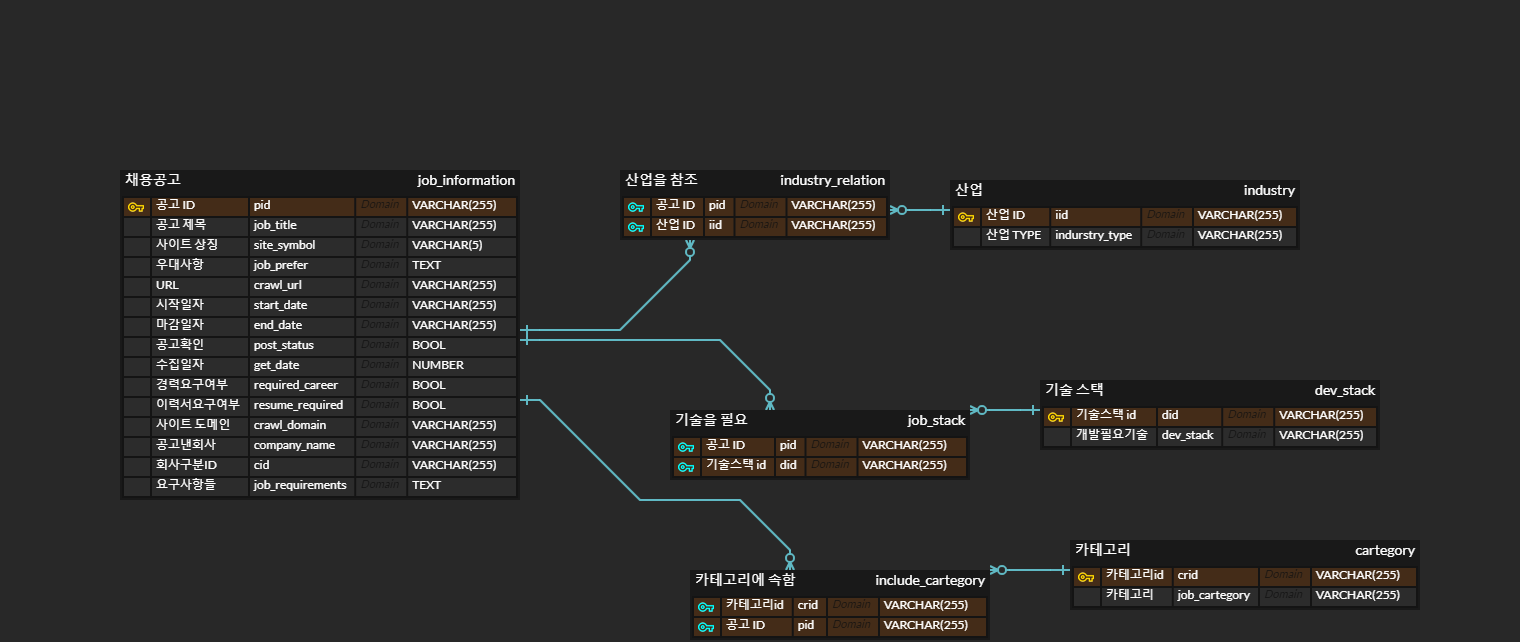 채용공고 job_information
공고 ID pid Domain VARCHAR(255)
공고 제목 job_title Domain VARCHAR(255)
사이트 상징 site_symbol Domain VARCHAR(5)
우대사항 job_prefer Domain TEXT
URL crawl_url Domain VARCHAR(255)
시작일자 start_date Domain VARCHAR(255)
마감일자 end_date Domain VARCHAR(255)
공고확인 post_status Domain BOOL
수집일자 get_date Domain NUMBER
경력요구여부 required_career Domain BOOL
이력서요구여부 resume_required Domain BOOL
사이트 도메인 crawl_domain Domain VARCHAR(255)
공고낸회사 company_name Domain VARCHAR(255)
회사구분ID cid Domain VARCHAR(255)
요구사항들 job_requirements Domain TEXT
산업을 참조 industry_relation
공고 ID pid Domain VARCHAR(255)
산업 ID iid Domain VARCHAR(255)
산업 industry
산업 ID iid Domain VARCHAR(255)
산업 TYPE indurstry_type Domain VARCHAR(255)
기술을 필요 job_stack
공고 ID pid Domain VARCHAR(255)
기술스택 id did Domain VARCHAR(255)
기술 스택 dev_stack
기술스택 id did Domain VARCHAR(255)
개발필요기술 dev_stack Domain VARCHAR(255)
카테고리에 속함 include_cartegory
카테고리id crid Domain VARCHAR(255)
공고 ID pid Domain VARCHAR(255)
카테고리 cartegory
카테고리id crid Domain VARCHAR(255)
카테고리 job_cartegory Domain VARCHAR(255)